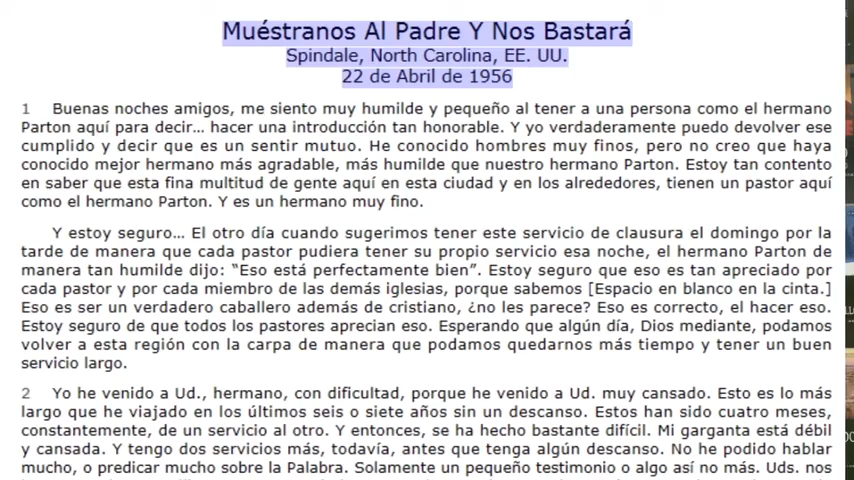 Muéstranos Al Padre Y Nos Bastará
Spindale, North Carolina, EE. UU.
22 de Abril de 1956
1 Buenas noches amigos, me siento muy humilde y pequeño al tener a una persona como el hermano
Parton aquí para decir... hacer una introducción tan honorable. Y yo verdaderamente puedo devolver ese
cumplido y decir que es un sentir mutuo. He conocido hombres muy finos, pero no creo que haya
conocido mejor hermano más agradable, más humilde que nuestro hermano Parton. Estoy tan contento
en saber que esta fina multitud de gente aquí en esta ciudad y en los alrededores, tienen un pastor aquí
como el hermano Parton. Y es un hermano muy fino.
Y estoy seguro... El otro día cuando sugerimos tener este servicio de clausura el domingo por la
tarde de manera que cada pastor pudiera tener su propio servicio esa noche, el hermano Parton de
manera tan humilde dijo: “Eso está perfectamente bien”. Estoy seguro que eso es tan apreciado por
cada pastor y por cada miembro de las demás iglesias, porque sabemos [Espacio en blanco en la cinta.]
Eso es ser un verdadero caballero además de cristiano, ¿no les parece? Eso es correcto, el hacer eso.
Estoy seguro de que todos los pastores aprecian eso. Esperando que algún día, Dios mediante, podamos
volver a esta región con la carpa de manera que podamos quedarnos más tiempo y tener un buen
servicio largo.
2 Yo he venido a Ud., hermano, con dificultad, porque he venido a Ud. muy cansado. Esto es lo más
largo que he viajado en los últimos seis o siete años sin un descanso. Estos han sido cuatro meses,
constantemente, de un servicio al otro. Y entonces, se ha hecho bastante difícil. Mi garganta está débil
y cansada. Y tengo dos servicios más, todavía, antes que tenga algún descanso. No he podido hablar
mucho, o predicar mucho sobre la Palabra. Solamente un pequeño testimonio o algo así no más. Uds. nos